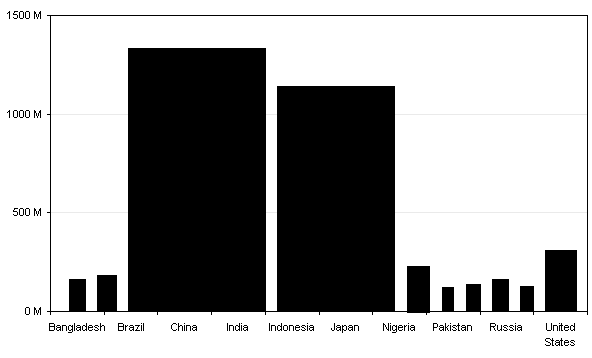 1500 M
1000 M
500 M
0 M
Bangladesh Brazil China India Indonesia Japan Nigeria Pakistan Russia United
States